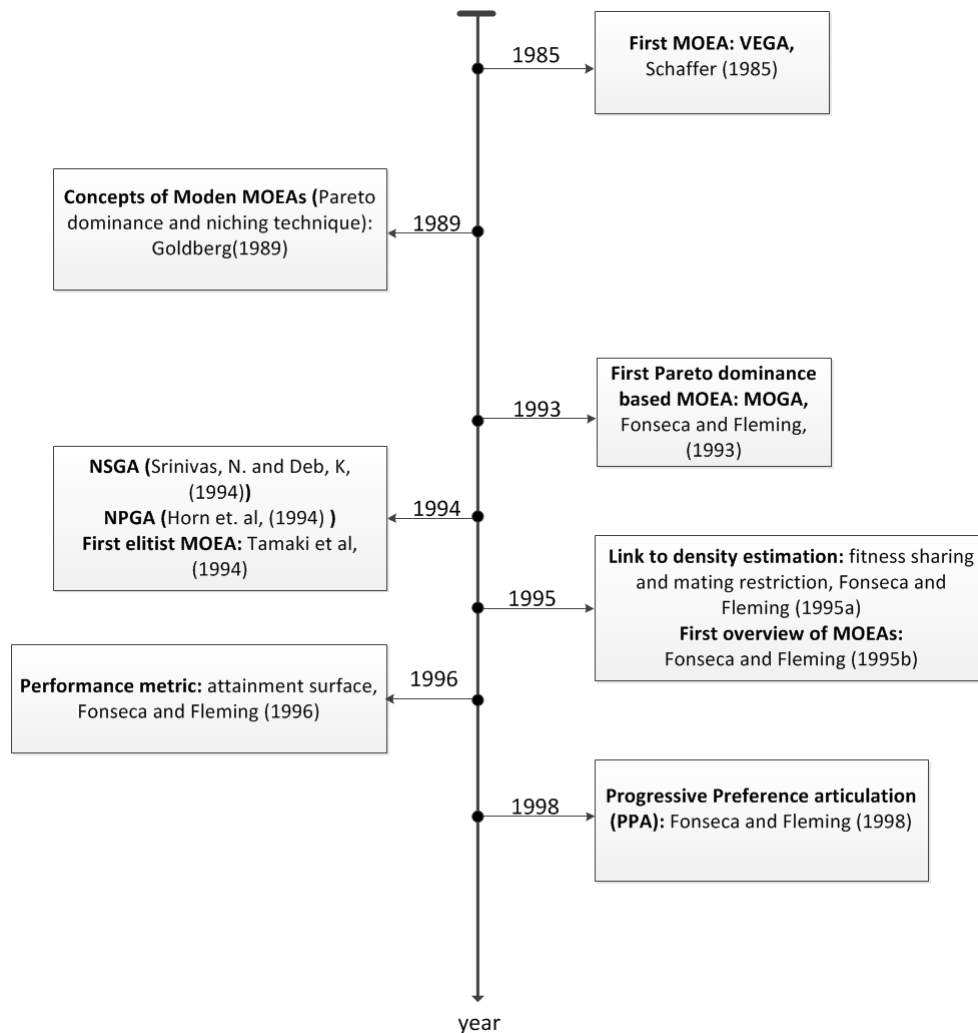 1985
First MOEA: VEGA,
Schaffer (1985)
Concepts of Moden MOEAs (Pareto
dominance and niching technique):
Goldberg(1989)
1989
1993
First Pareto dominance
based MOEA: MOGA,
Fonseca and Fleming,
(1993)
NSGA (Srinivas, N. and Deb, K,
(1994))
NPGA (Horn et. al, (1994) )
First elitist MOEA: Tamaki et al,
(1994)
1994
1995
Link to density estimation: fitness sharing
and mating restriction, Fonseca and
Fleming (1995a)
First overview of MOEAs:
Fonseca and Fleming (1995b)
Performance metric: attainment surface,
Fonseca and Fleming (1996)
1996
1998
Progressive Preference articulation
(PPA): Fonseca and Fleming (1998)
year